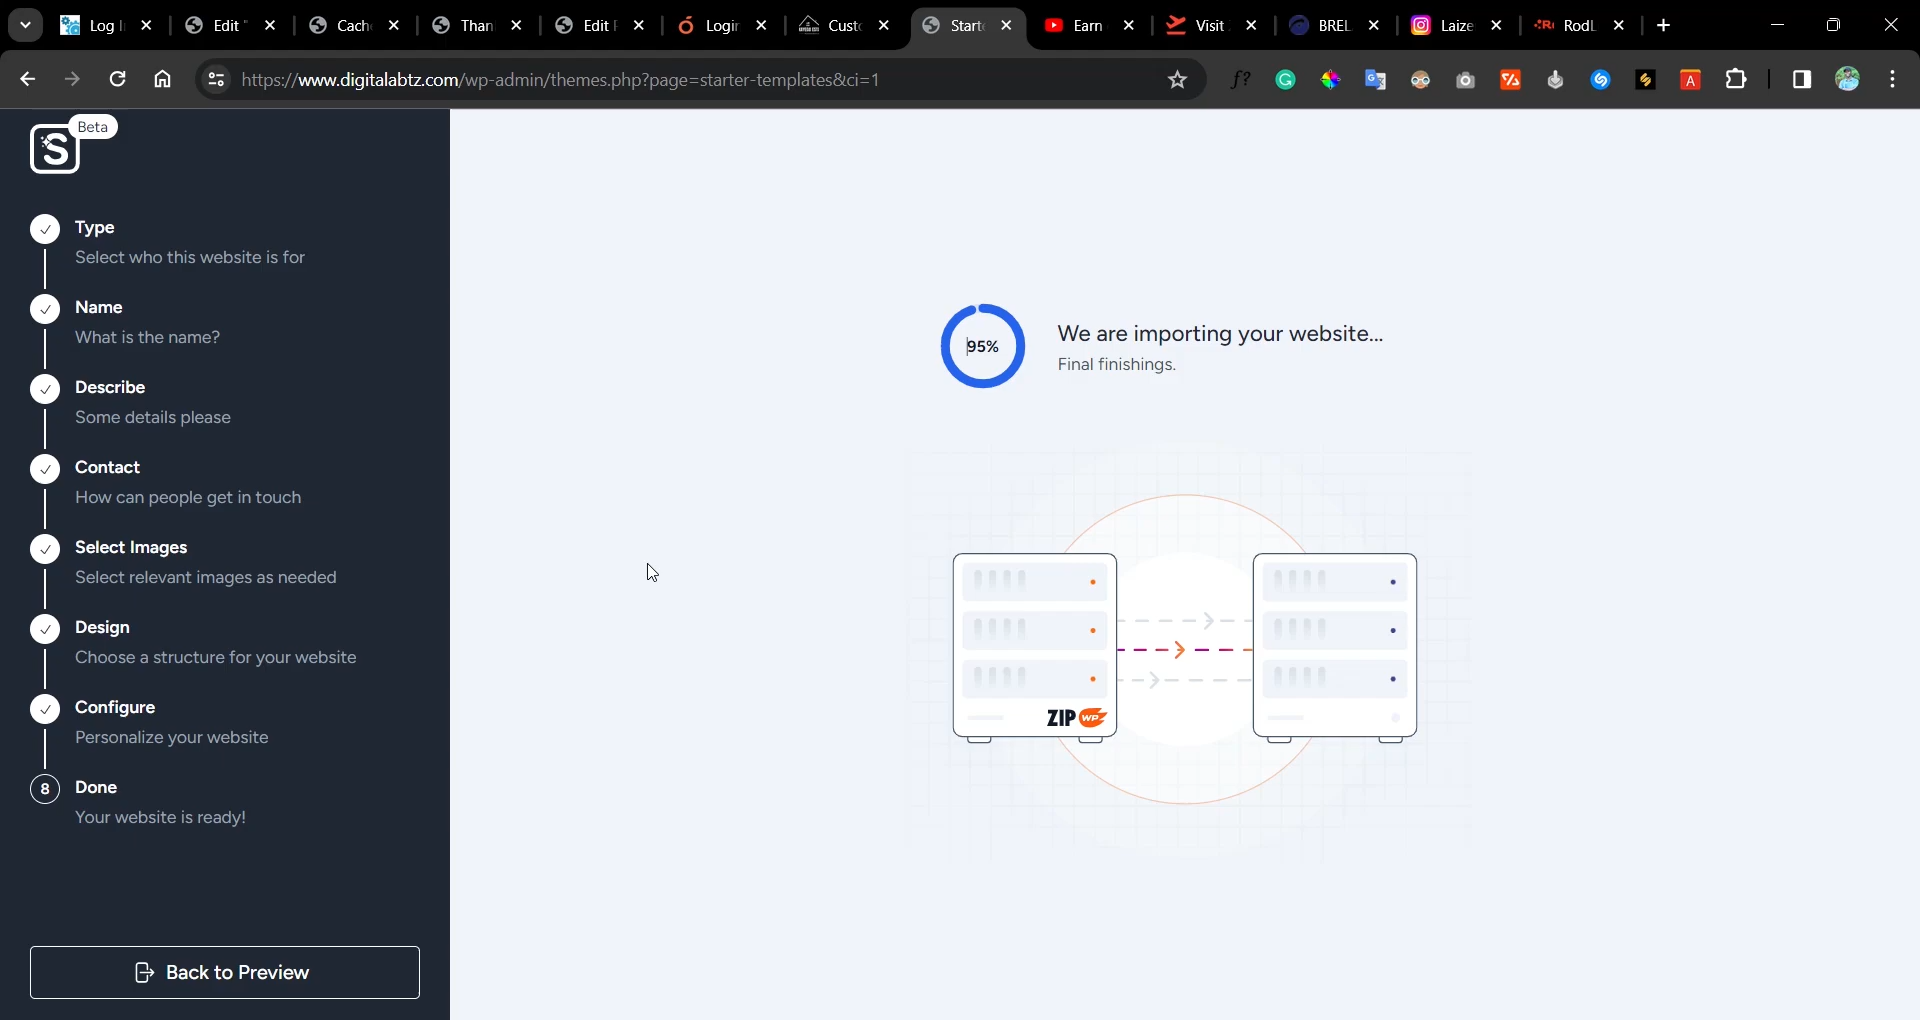 Log I
Edit "
Cach
Than
Edit F
Login
Custo
Starte
Earn
Visit
BREL
Laize
RodL
https://www.digitalabtz.com/wp-admin/themes.php?page=starter-templates&ci=1
Beta
Type
Select who this website is for
Name
What is the name?
Describe
Some details please
Contact
How can people get in touch
Select Images
Select relevant images as needed
Design
Choose a structure for your website
Configure
Personalize your website
8
Done
Your website is ready!
Back to Preview
95%
We are importing your website...
Final finishings.
ZIP WP